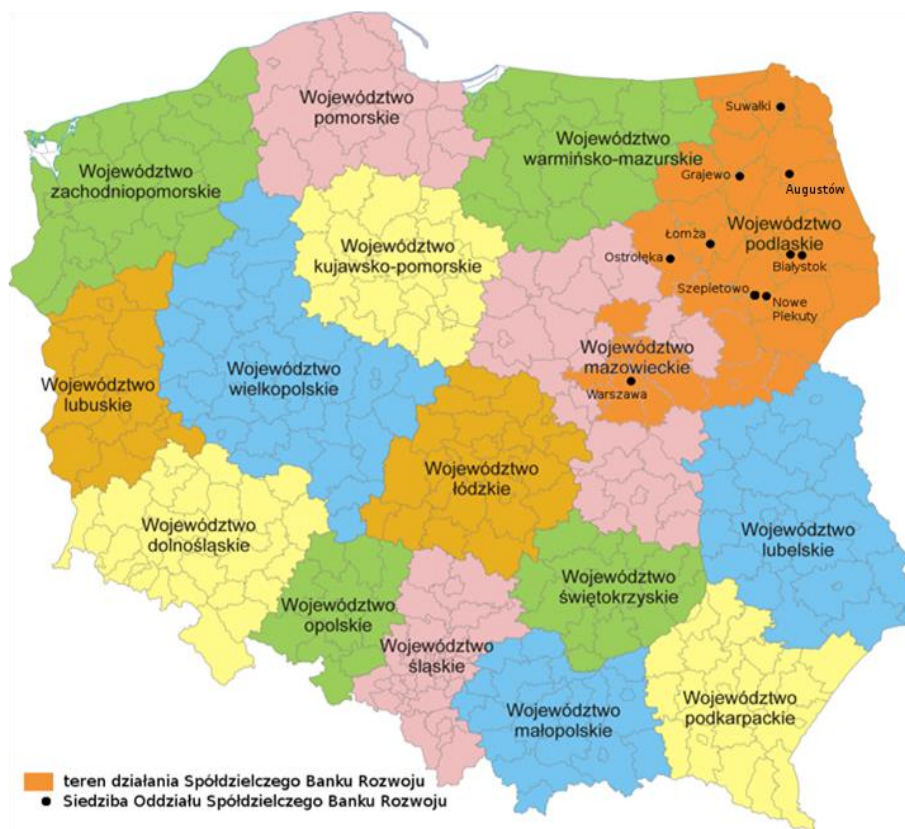 Województwo
pomorskie
Województwo
warmińsko-mazurskie
Suwałki
Województwo
zachodniopomorskie
Grajewo
Augustów
Województwo
kujawsko-pomorskie
Łomża
Województwo
podlaskie
Ostrołęka
Białystok
Szepietowo
Nowe
Piekuty
Województwo
mazowieckie
Warszawa
Województwo
wielkopolskie
Województwo
lubuskie
Województwo
łódzkie
Województwo
dolnośląskie
Województwo
lubelskie
Województwo
świętokrzyskie
Województwo
opolskie
Województwo
śląskie
Województwo
podkarpackie
Województwo
małopolskie
teren działania Spółdzielczego Banku Rozwoju
Siedziba Oddziału Spółdzielczego Banku Rozwoju